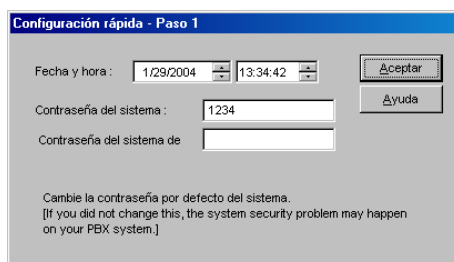 Configuración rápida - Paso 1
Fecha y hora : 1/29/2004 13:34:42 Aceptar
Ayuda
Contraseña del sistema : 1234
Contraseña del sistema de
Cambie la contraseña por defecto del sistema.
[If you did not change this, the system security problem may happen
on your PBX system.]